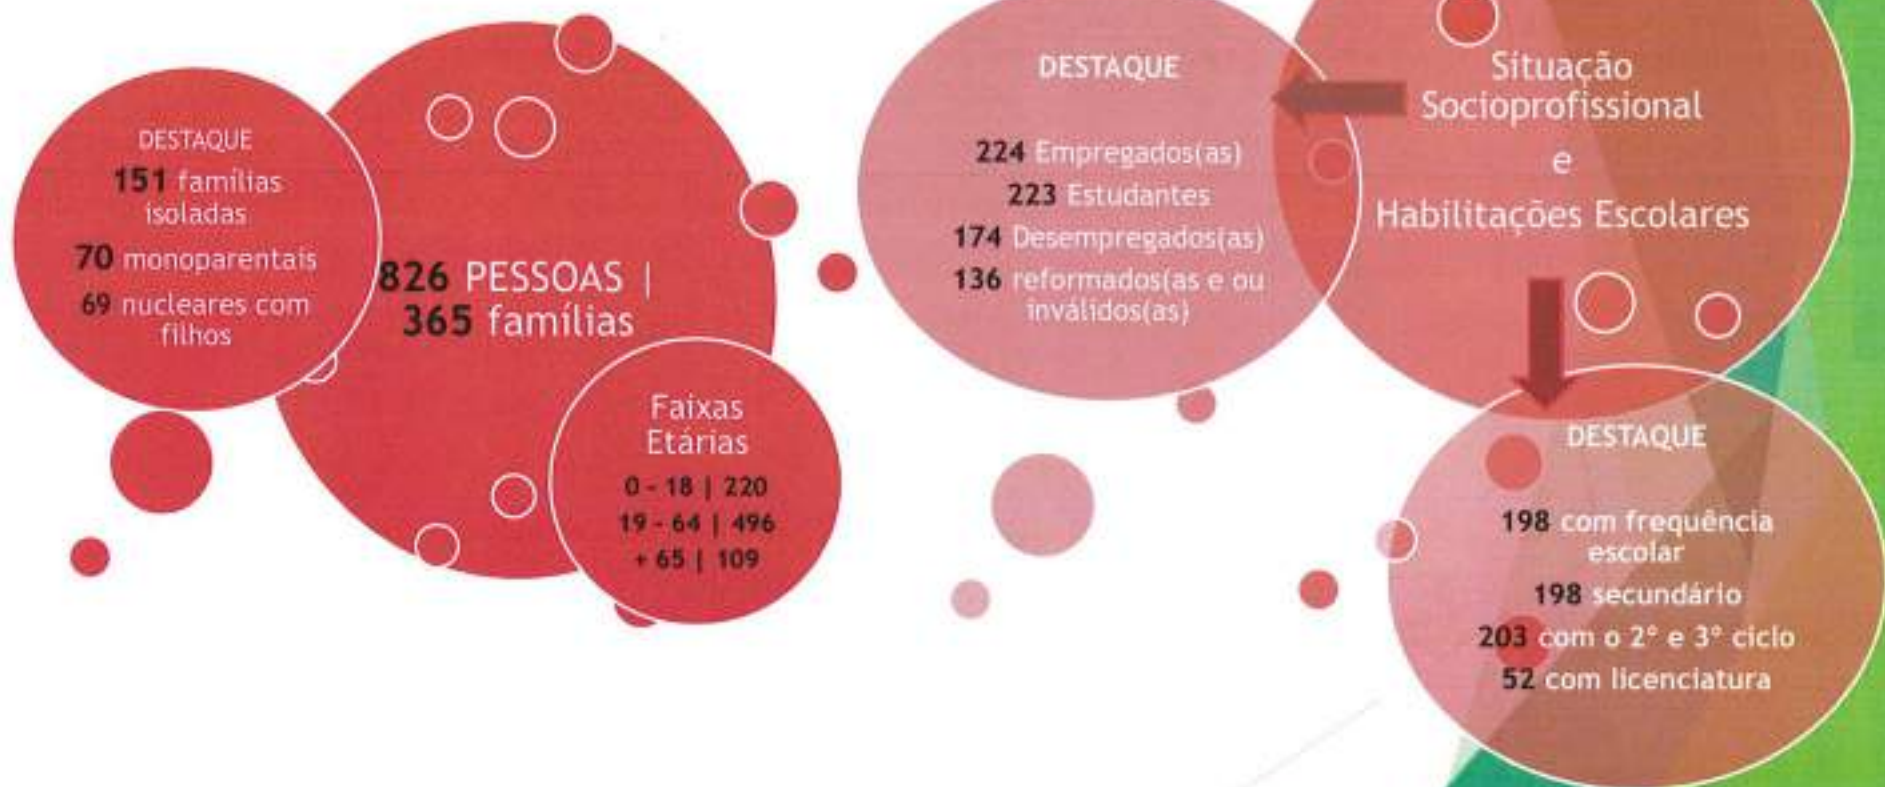 DESTAQUE
151 famílias
isoladas
70 monoparentais
69 nucleares com
filhos
826 PESSOAS |
365 famílias
Faixas
Etárias
0 - 18 | 220
19 - 64 | 496
+ 65 | 109
DESTAQUE
224 Empregados(as)
223 Estudantes
174 Desempregados(as)
136 reformados(as e ou
inválidos(as)
Situação
Socioprofissional
e
Habilitações Escolares
DESTAQUE
198 com frequência
escolar
198 secundário
203 com o 2º e 3º ciclo
52 com licenciatura